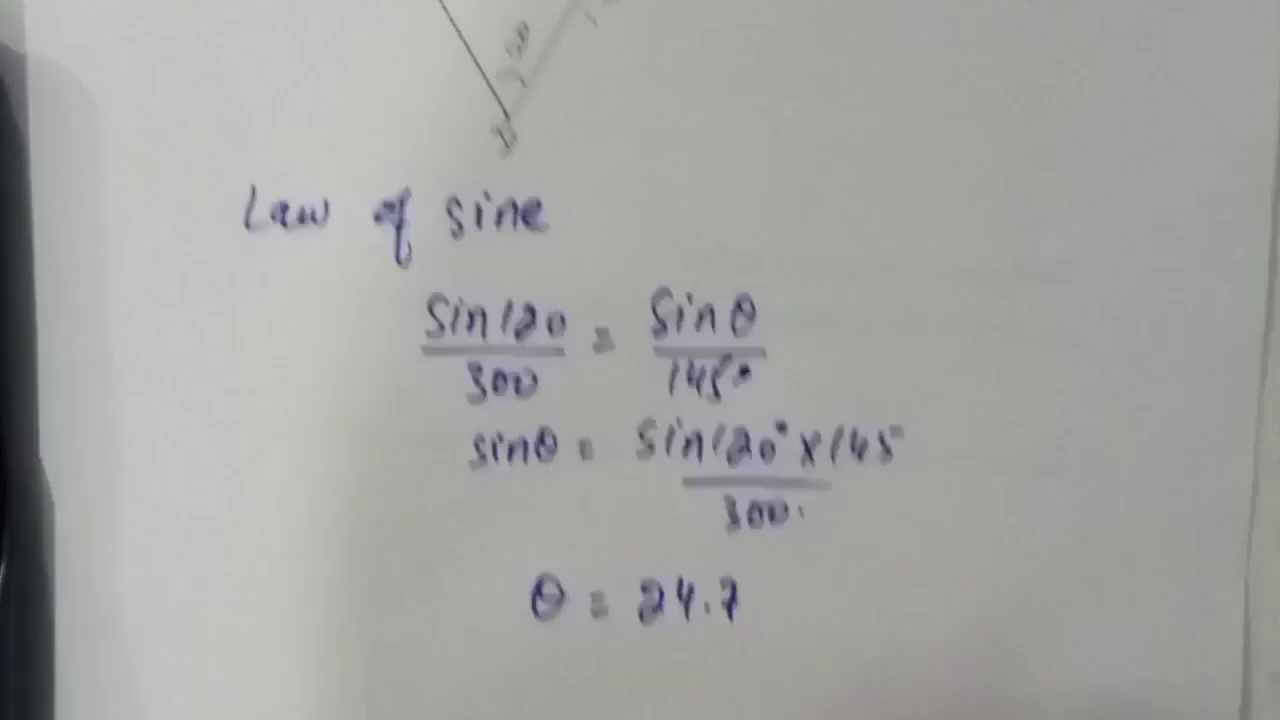 Law of sine
sin120 = sinθ
300 145°
sinθ = sin120° x 145
300.
θ = 24.7